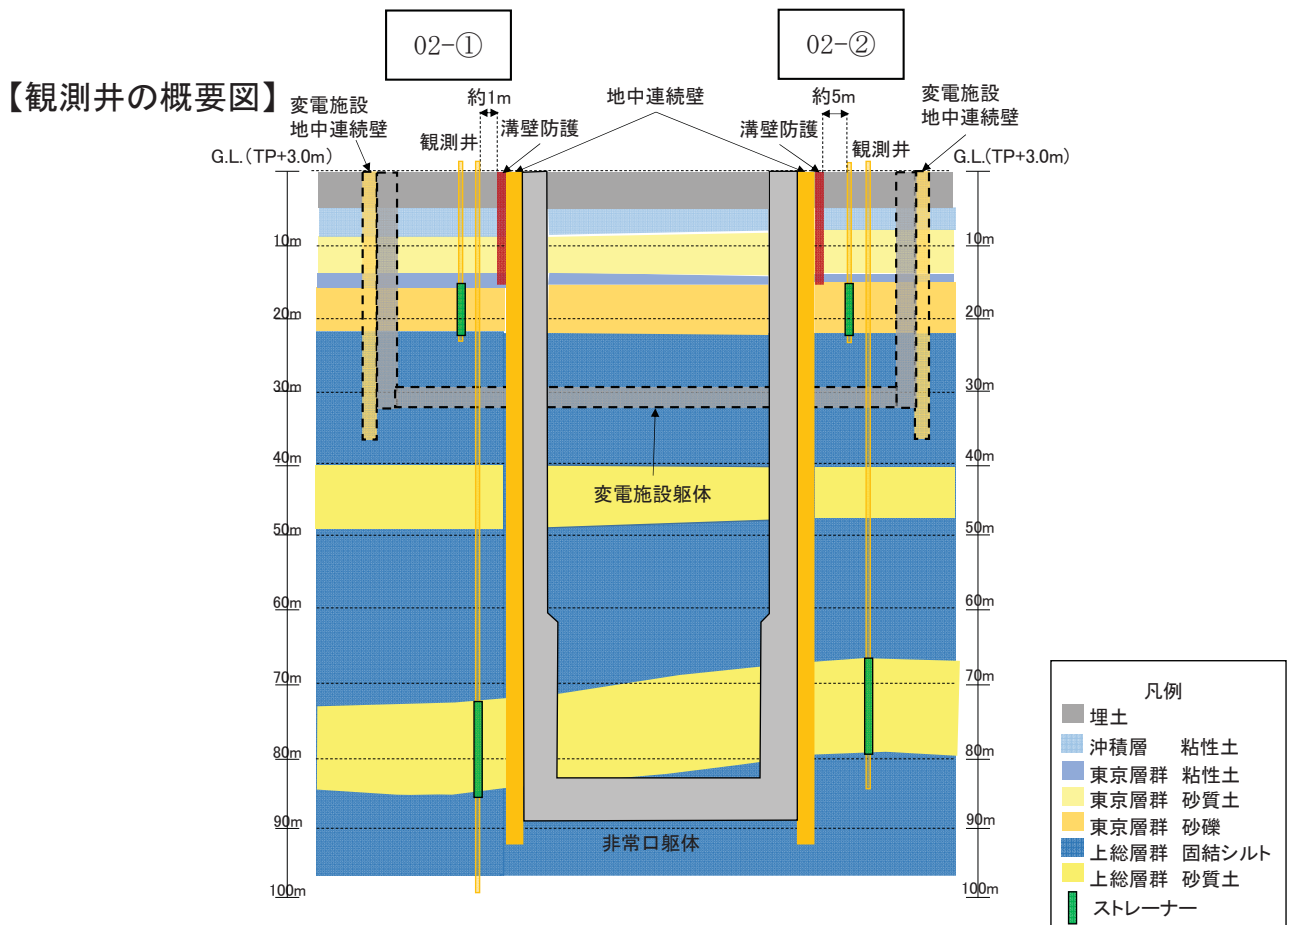 02-①
02-②
【観測井の概要図】
変電施設
地中連続壁
約1m
地中連続壁
約5m
変電施設
地中連続壁
観測井
溝壁防護
溝壁防護
観測井
G.L.(TP+3.0m)
G.L.(TP+3.0m)
10m
10m
20m
20m
30m
30m
40m
40m
変電施設躯体
50m
50m
60m
60m
70m
70m
80m
80m
90m
90m
非常口躯体
100m
100m
凡例
埋土
沖積層 粘性土
東京層群 粘性土
東京層群 砂質土
東京層群 砂礫
上総層群 固結シルト
上総層群 砂質土
ストレーナー